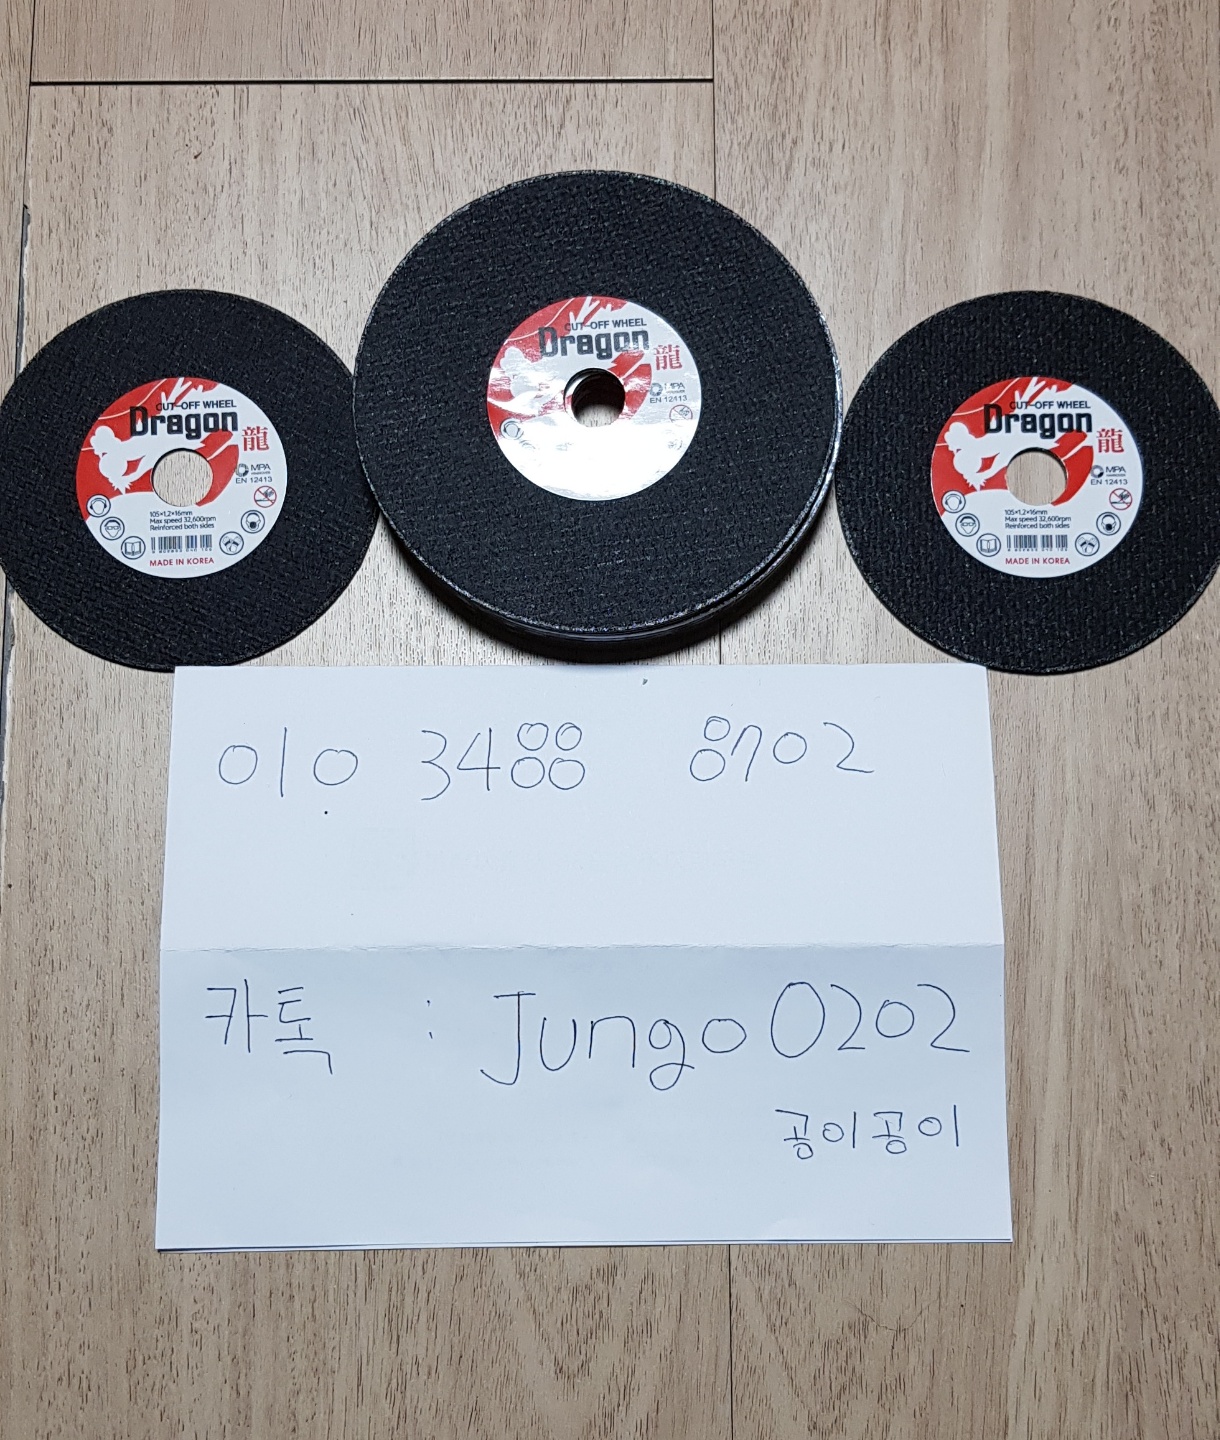 CUT-OFF WHEEL
Dragon
龍
MPA
EN 12413
105×1.2×16mm
Max speed 32,600rpm
Reinforced both sides
MADE IN KOREA
CUT-OFF WHEEL
Dragon
龍
MPA
EN 12413
CUT-OFF WHEEL
Dragon
龍
MPA
EN 12413
105×1.2×16mm
Max speed 32,600rpm
Reinforced both sides
MADE IN KOREA
010 3488 8702
카톡 : Jungo0202
공이공이